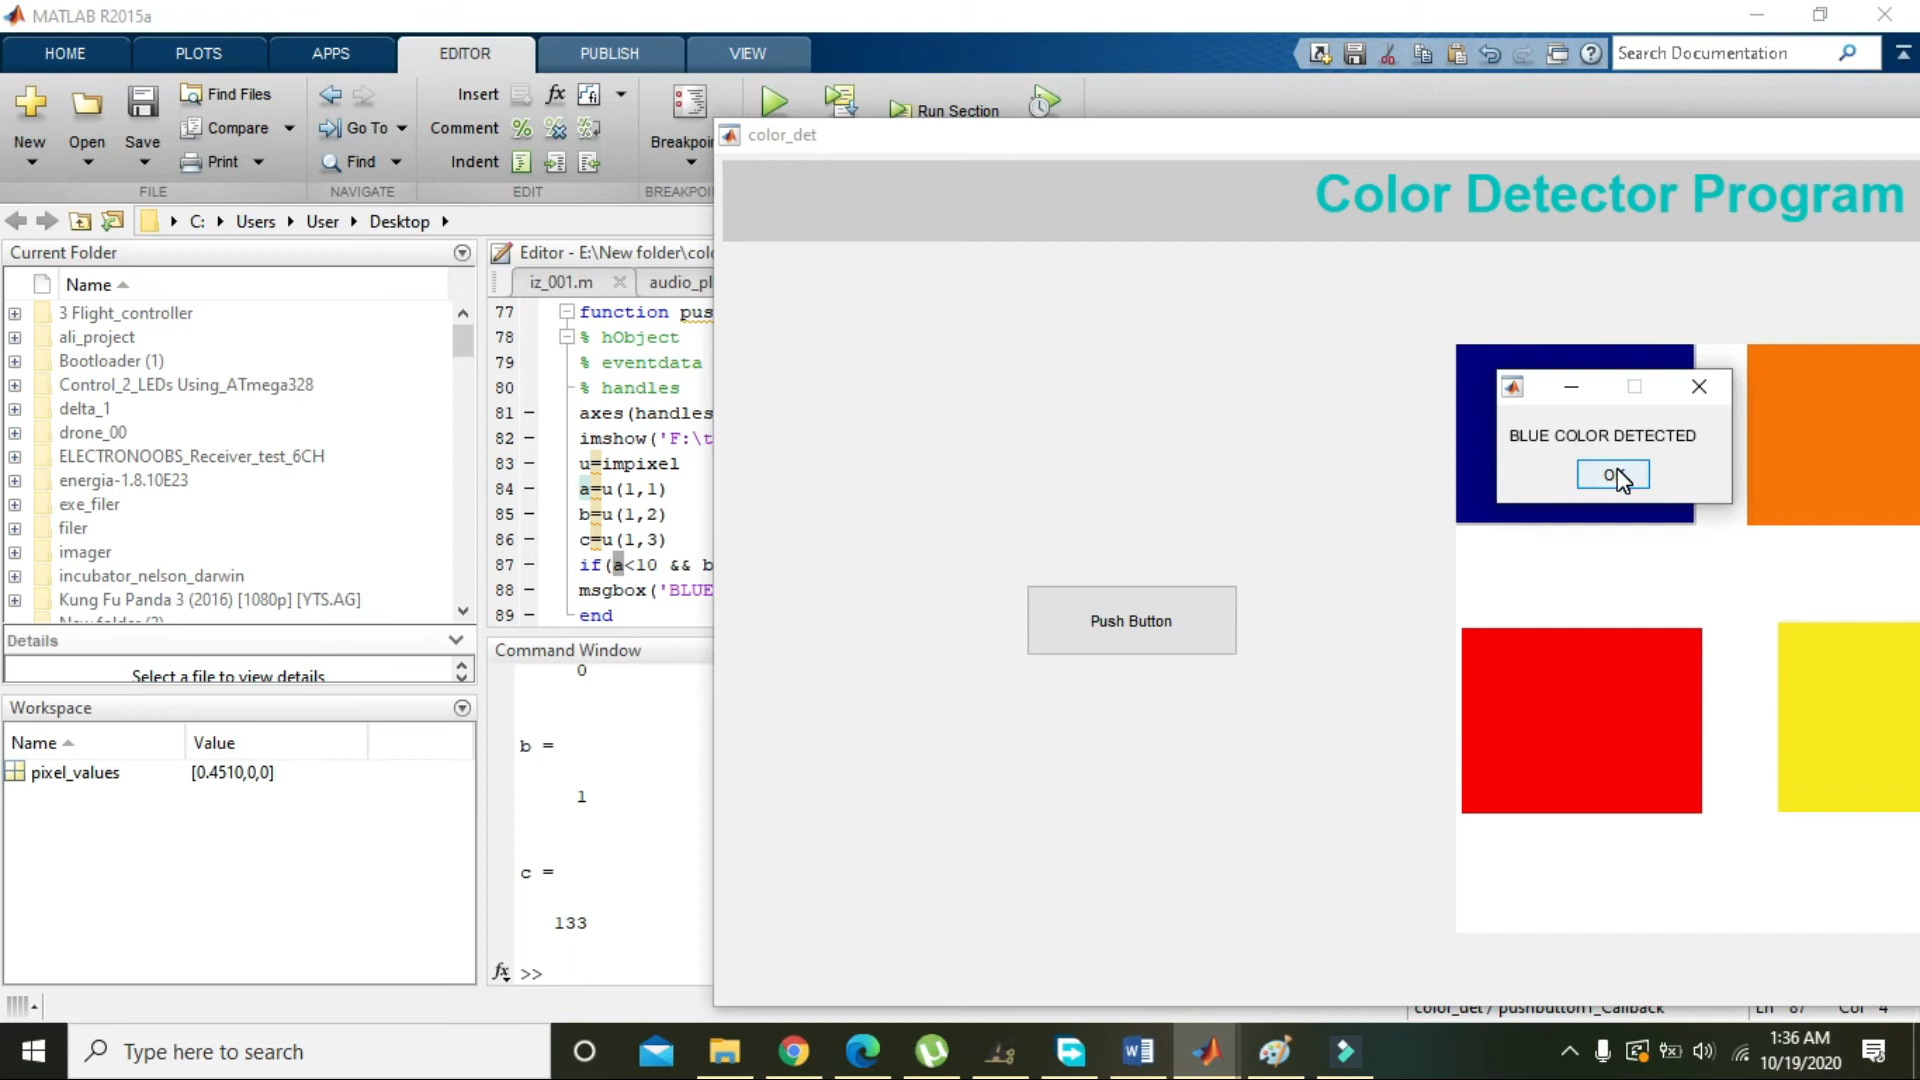 MATLAB R2015a
HOME
PLOTS
APPS
EDITOR
PUBLISH
VIEW
Search Documentation
New
Open
Save
Find Files
Compare
Print
FILE
Go To
Find
NAVIGATE
Insert
Comment
Indent
EDIT
fx
BREAKPOI
Run Section
C:
Users
User
Desktop
Current Folder
Name
3 Flight_controller
ali_project
Bootloader (1)
Control_2_LEDs Using_ATmega328
delta_1
drone_00
ELECTRONOOBS_Receiver_test_6CH
energia-1.8.10E23
exe_filer
filer
imager
incubator_nelson_darwin
Kung Fu Panda 3 (2016) [1080p] [YTS.AG]
Details
Select a file to view details
Workspace
Name
Value
pixel_values
[0.4510,0,0]
Editor - E:\New folder\colo
iz_001.m
audio_pl
77 function pus
78 % hObject
79 % eventdata
80 % handles
81 axes(handles
82 imshow('F:\t
83 u=impixel
84 a=u(1,1)
85 b=u(1,2)
86 c=u(1,3)
87 if(a<10 && b
88 msgbox('BLUE
89 end
Command Window
0
b =
1
c =
133
fx >>
color_det
Color Detector Program
Push Button
BLUE COLOR DETECTED
color_det / pushbutton1_Callback
Ln 87
Col 4
Type here to search
1:36 AM
10/19/2020